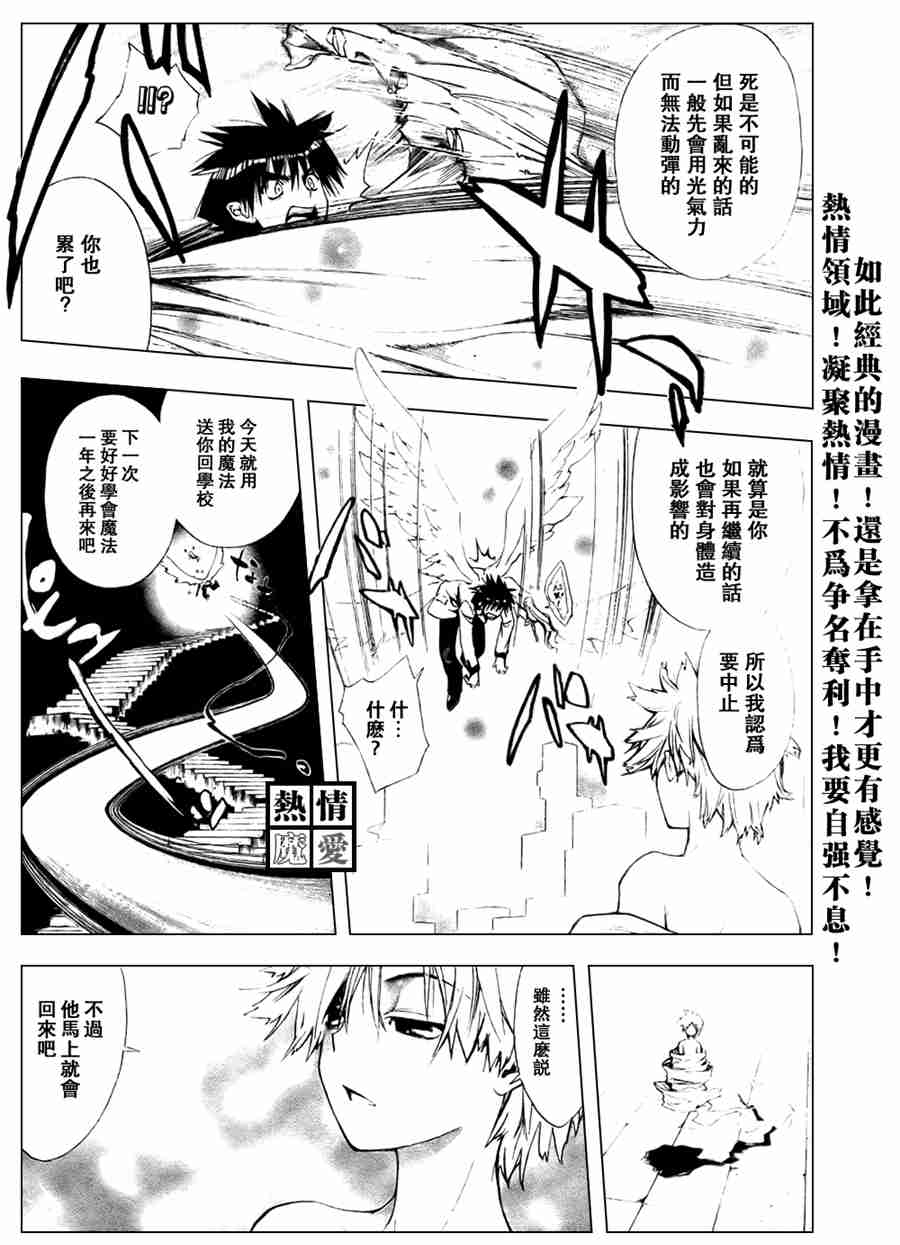 死是不可能的
但如果亂來的話
一般先會用光氣力
而無法動彈的
!!?
你也
累了吧？
就算是你
如果再繼續的話
也會對身體造
成影響的
所以我認爲
要中止
什…
什麽？
今天就用
我的魔法
送你回學校
下一次
要好好學會魔法
一年之後再來吧
熱情
魔愛
……
雖然這麽説
不過
他馬上就會
回來吧
如此經典的漫畫！還是拿在手中才更有感覺！
熱情領域！凝聚熱情！不爲争名奪利！我要自强不息！